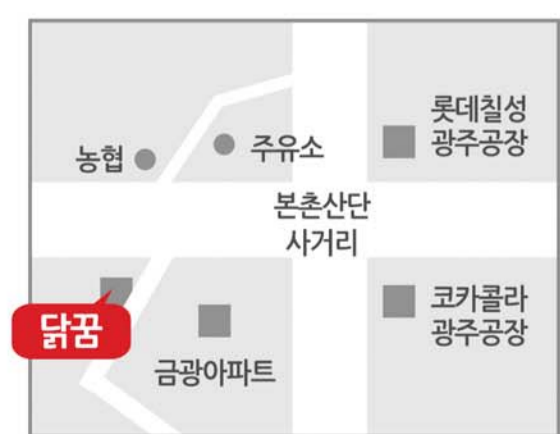 롯데칠성
광주공장
농협
주유소
본촌산단
사거리
닭꿈
금광아파트
코카콜라
광주공장